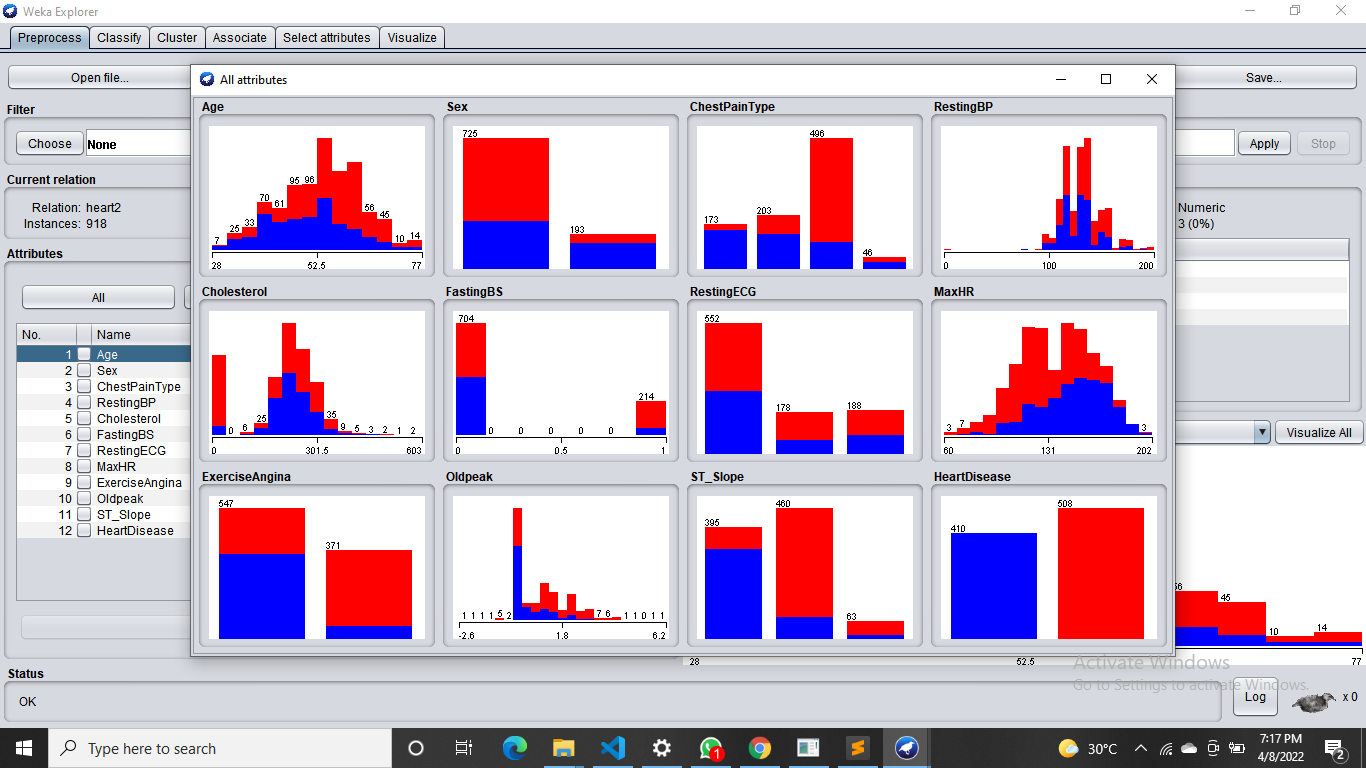 Weka Explorer
Preprocess Classify Cluster Associate Select attributes Visualize
Open file...
Save...
Filter
Choose None
Apply Stop
Current relation
Relation: heart2
Instances: 918
Numeric
3 (0%)
Attributes
All
No. Name
1 Age
2 Sex
3 ChestPainType
4 RestingBP
5 Cholesterol
6 FastingBS
7 RestingECG
8 MaxHR
9 ExerciseAngina
10 Oldpeak
11 ST_Slope
12 HeartDisease
Visualize All
All attributes
Age
7 25 33 70 61 95 96 56 45 10 14
28 52.5 77
Sex
725 193
ChestPainType
173 203 496 46
RestingBP
0 100 200
Cholesterol
0 6 25 35 9 5 3 2 1 2
0 301.5 603
FastingBS
704 0 0 0 0 0 214
0 0.5 1
RestingECG
552 178 188
MaxHR
3 7 3
60 131 202
ExerciseAngina
547 371
Oldpeak
1 1 1 1 5 2 7 6 1 1 0 1 1
-2.6 1.8 6.2
ST_Slope
395 460 63
HeartDisease
410 508
45 10 14
28 52.5 77
Activate Windows
Go to Settings to activate Windows.
Status
OK
Log
x 0
Type here to search
1
30°C
7:17 PM
4/8/2022
2